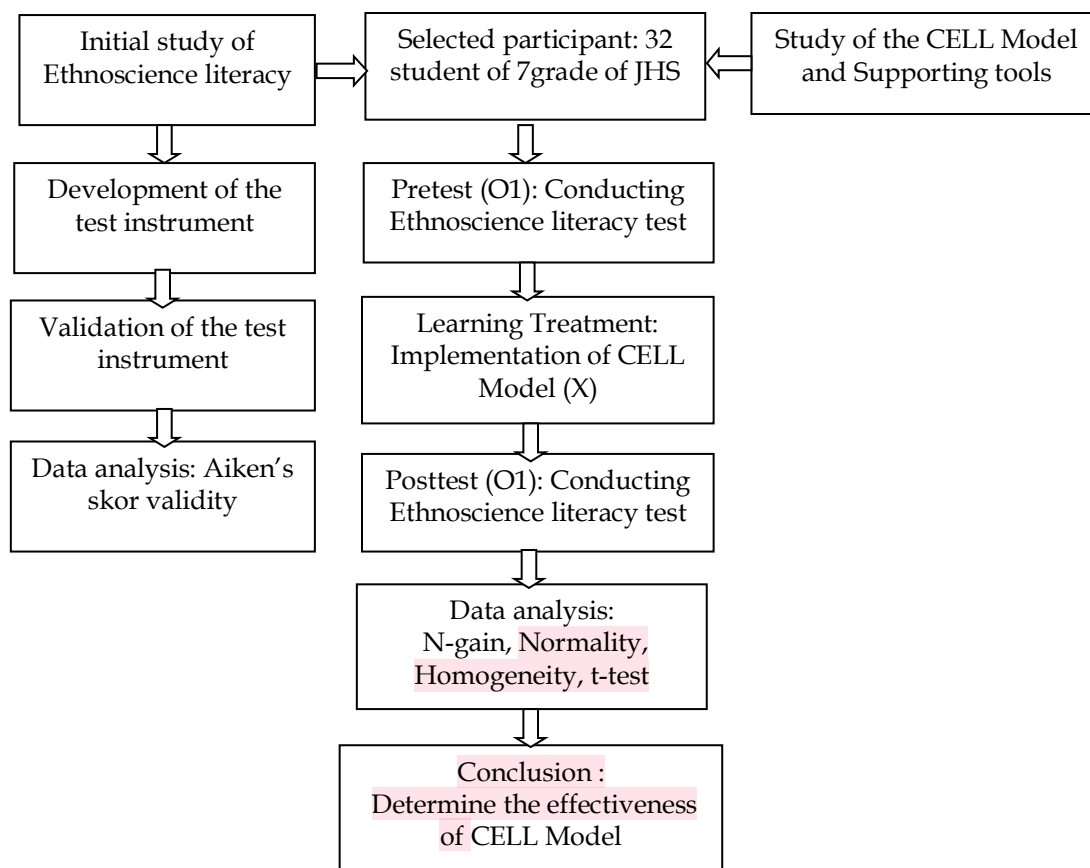 Initial study of
Ethnoscience literacy
Selected participant: 32
student of 7grade of JHS
Study of the CELL Model
and Supporting tools
Development of the
test instrument
Pretest (O1): Conducting
Ethnoscience literacy test
Validation of the test
instrument
Learning Treatment:
Implementation of CELL
Model (X)
Data analysis: Aiken’s
skor validity
Posttest (O1): Conducting
Ethnoscience literacy test
Data analysis:
N-gain, Normality,
Homogeneity, t-test
Conclusion :
Determine the effectiveness
of CELL Model